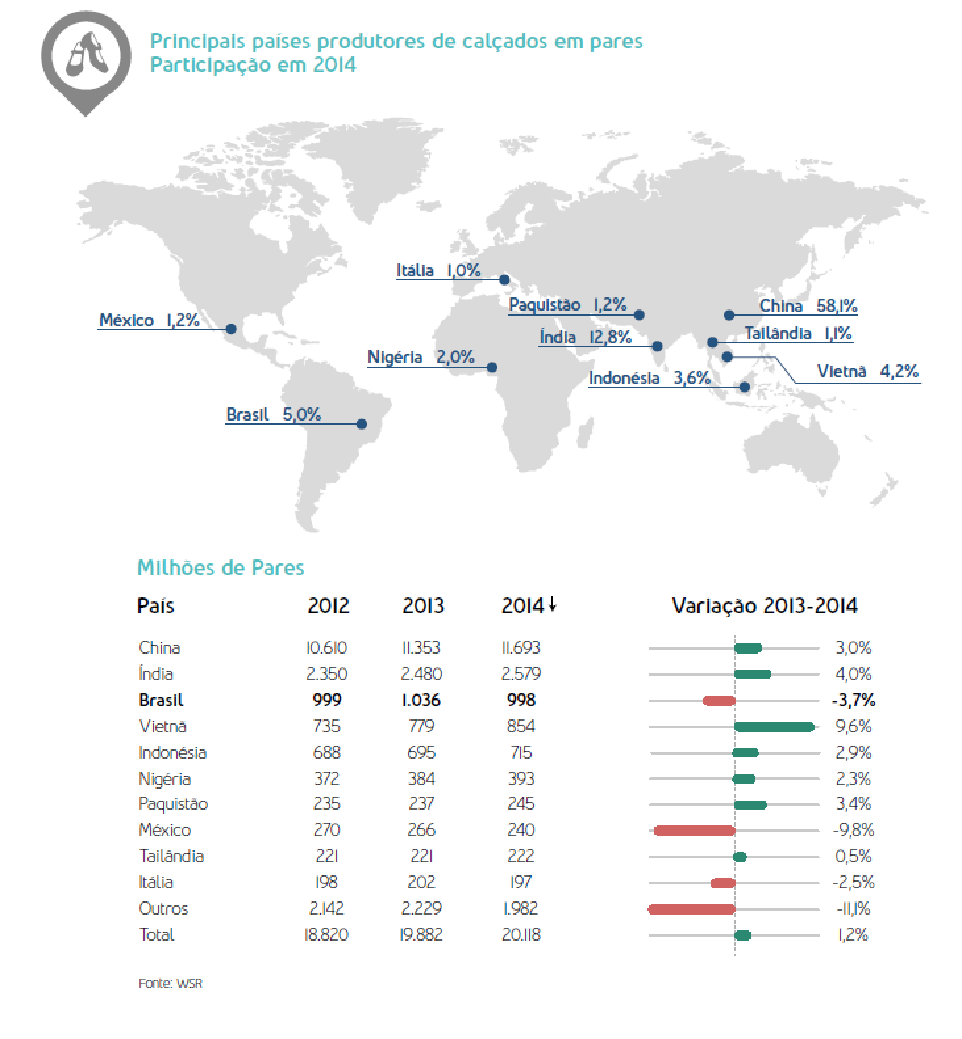 Principais países produtores de calçados em pares
Participação em 2014
Itália 1,0%
Paquistão 1,2%
China 58,1%
México 1,2%
Índia 12,8%
Tailândia 1,1%
Nigéria 2,0%
Indonésia 3,6%
Vietnã 4,2%
Brasil 5,0%
Milhões de Pares
País 2012 2013 2014 Variação 2013-2014
China 10.610 11.353 11.693 3,0%
Índia 2.350 2.480 2.579 4,0%
Brasil 999 1.036 998 -3,7%
Vietnã 735 779 854 9,6%
Indonésia 688 695 715 2,9%
Nigéria 372 384 393 2,3%
Paquistão 235 237 245 3,4%
México 270 266 240 -9,8%
Tailândia 221 221 222 0,5%
Itália 198 202 197 -2,5%
Outros 2.142 2.229 1.982 -11,1%
Total 18.820 19.882 20.118 1,2%
Fonte: WSR